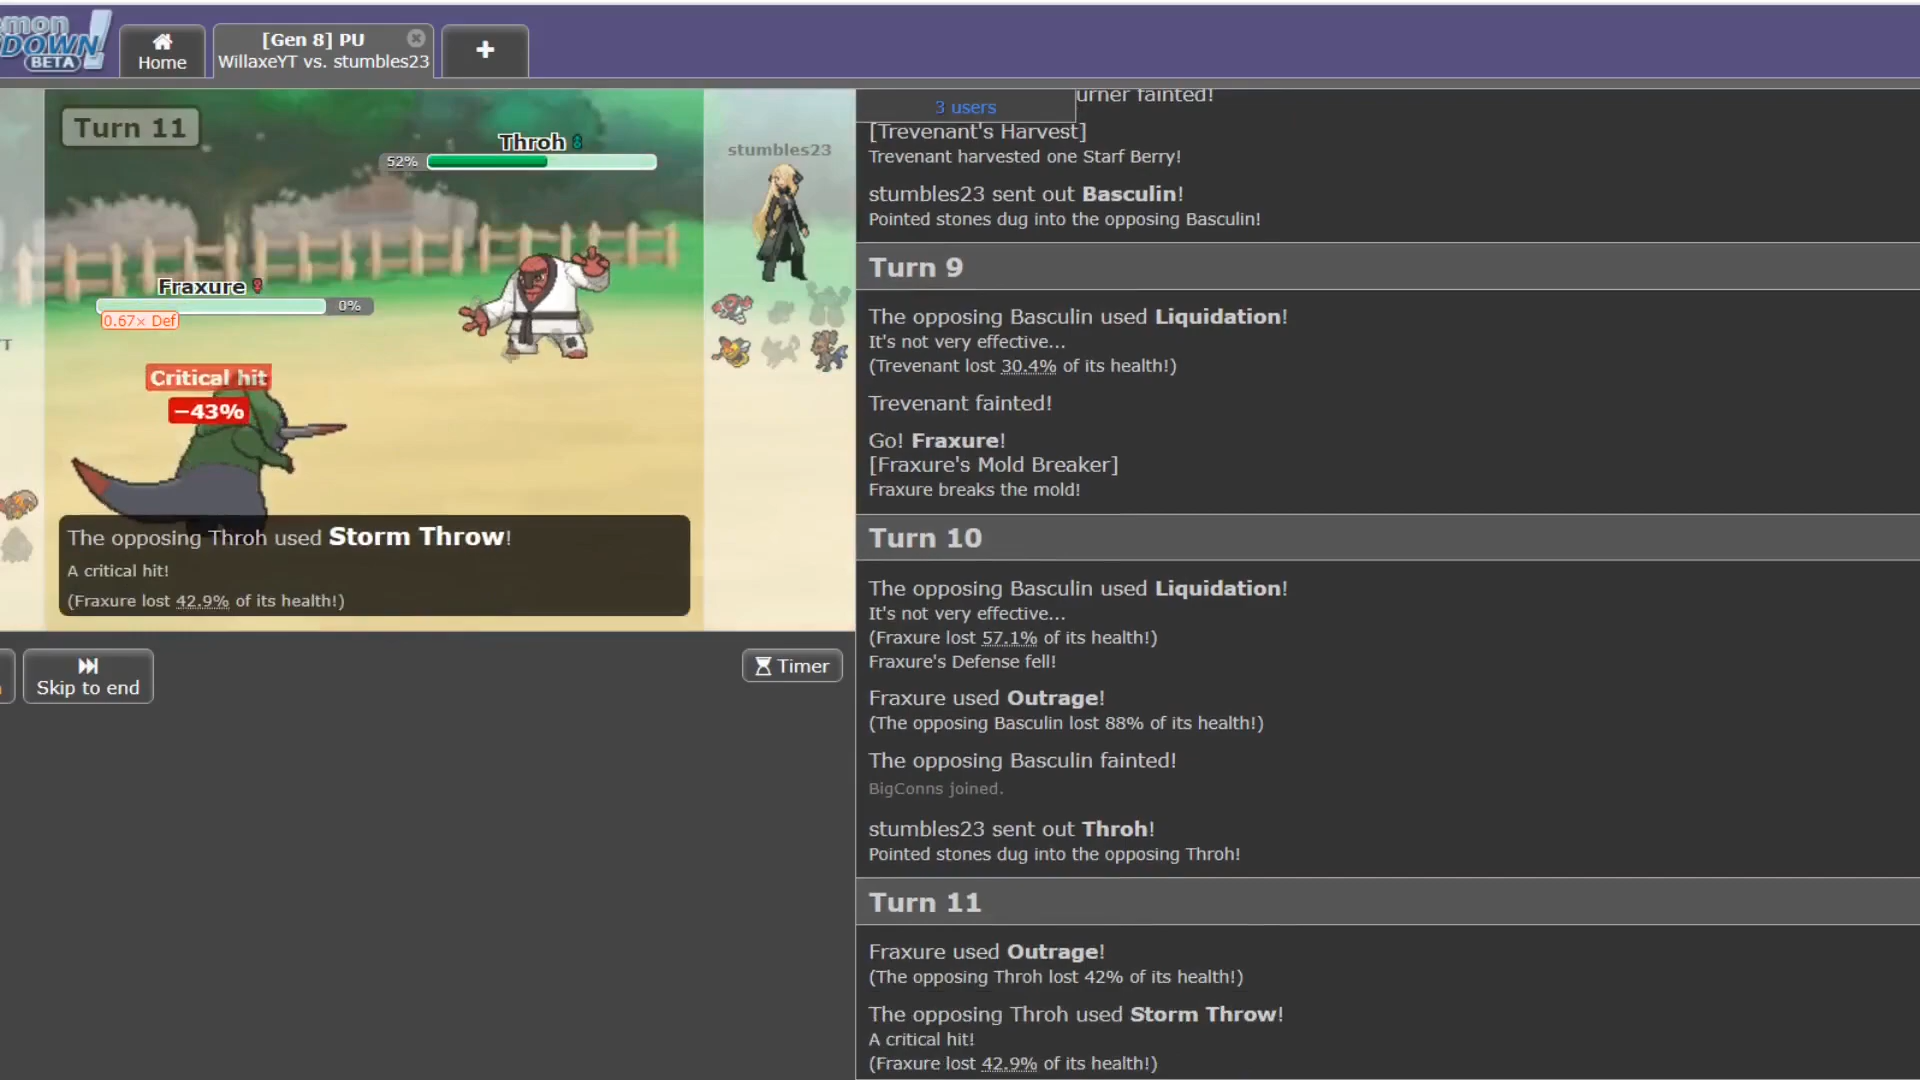 mon
DOWN!
BETA
Home
[Gen 8] PU
WillaxeYT vs. stumbles23
+
Turn 11
Throh
52%
stumbles23
Fraxure
0%
0.67× Def
T
Critical hit
−43%
The opposing Throh used Storm Throw!
A critical hit!
(Fraxure lost 42.9% of its health!)
Skip to end
Timer
3 users
urner fainted!
[Trevenant's Harvest]
Trevenant harvested one Starf Berry!
stumbles23 sent out Basculin!
Pointed stones dug into the opposing Basculin!
Turn 9
The opposing Basculin used Liquidation!
It's not very effective...
(Trevenant lost 30.4% of its health!)
Trevenant fainted!
Go! Fraxure!
[Fraxure's Mold Breaker]
Fraxure breaks the mold!
Turn 10
The opposing Basculin used Liquidation!
It's not very effective...
(Fraxure lost 57.1% of its health!)
Fraxure's Defense fell!
Fraxure used Outrage!
(The opposing Basculin lost 88% of its health!)
The opposing Basculin fainted!
BigConns joined.
stumbles23 sent out Throh!
Pointed stones dug into the opposing Throh!
Turn 11
Fraxure used Outrage!
(The opposing Throh lost 42% of its health!)
The opposing Throh used Storm Throw!
A critical hit!
(Fraxure lost 42.9% of its health!)